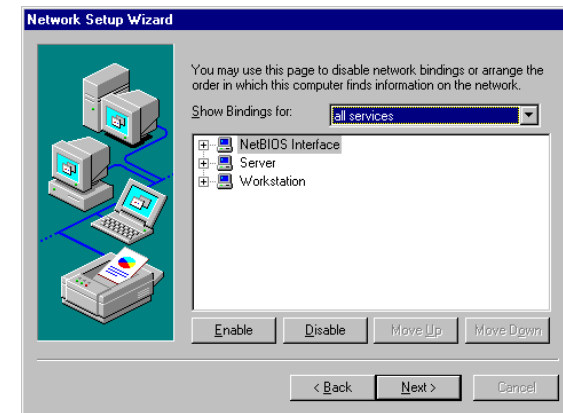 Network Setup Wizard
You may use this page to disable network bindings or arrange the
order in which this computer finds information on the network.
Show Bindings for: all services
NetBIOS Interface
Server
Workstation
Enable Disable Move Up Move Down
< Back Next > Cancel